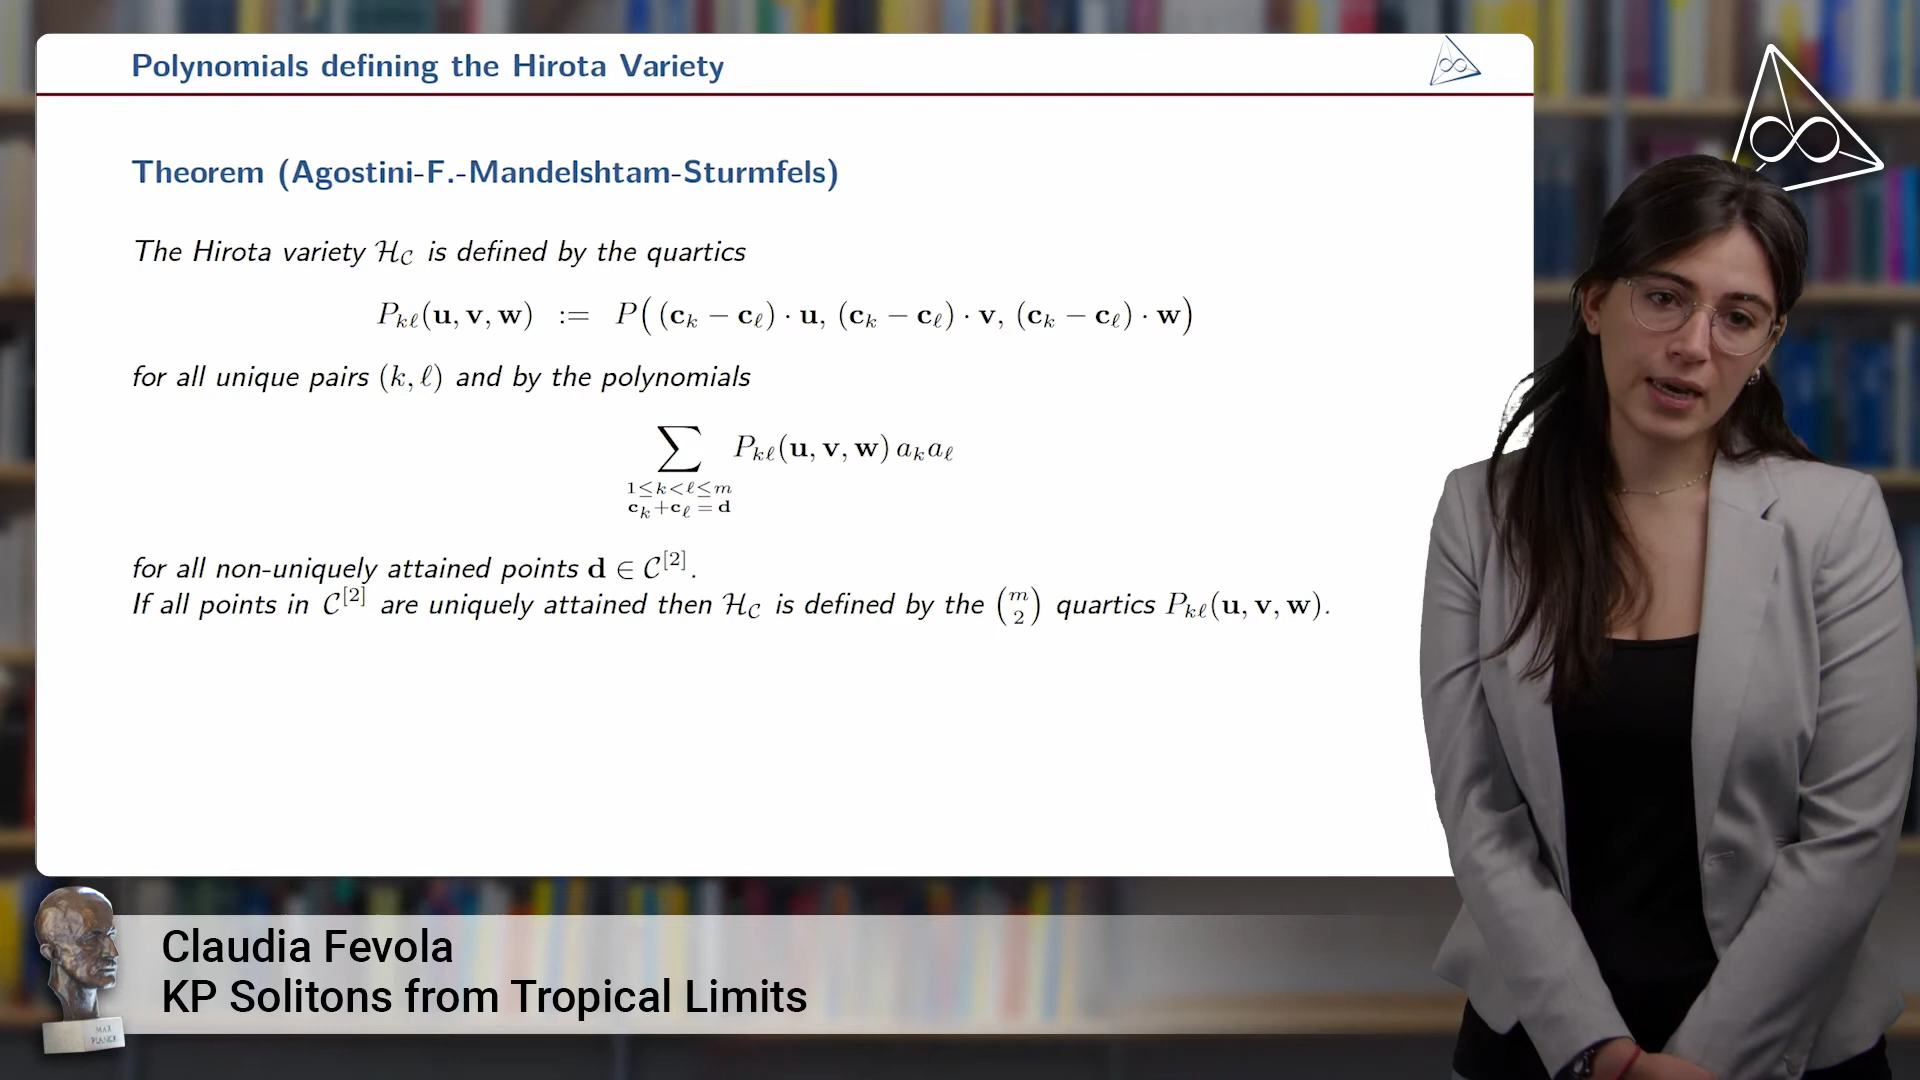 Polynomials defining the Hirota Variety
Theorem (Agostini-F.-Mandelshtam-Sturmfels)
The Hirota variety ℋ_𝒞 is defined by the quartics
P_{kℓ}(𝐮, 𝐯, 𝐰) := P((𝐜_k − 𝐜_ℓ) · 𝐮, (𝐜_k − 𝐜_ℓ) · 𝐯, (𝐜_k − 𝐜_ℓ) · 𝐰)
for all unique pairs (k, ℓ) and by the polynomials
∑ P_{kℓ}(𝐮, 𝐯, 𝐰) a_k a_ℓ
1≤k<ℓ≤m
𝐜_k+𝐜_ℓ = 𝐝
for all non-uniquely attained points 𝐝 ∈ 𝒞^{[2]}.
If all points in 𝒞^{[2]} are uniquely attained then ℋ_𝒞 is defined by the (m 2) quartics P_{kℓ}(𝐮, 𝐯, 𝐰).
Claudia Fevola
KP Solitons from Tropical Limits
MAX
PLANCK